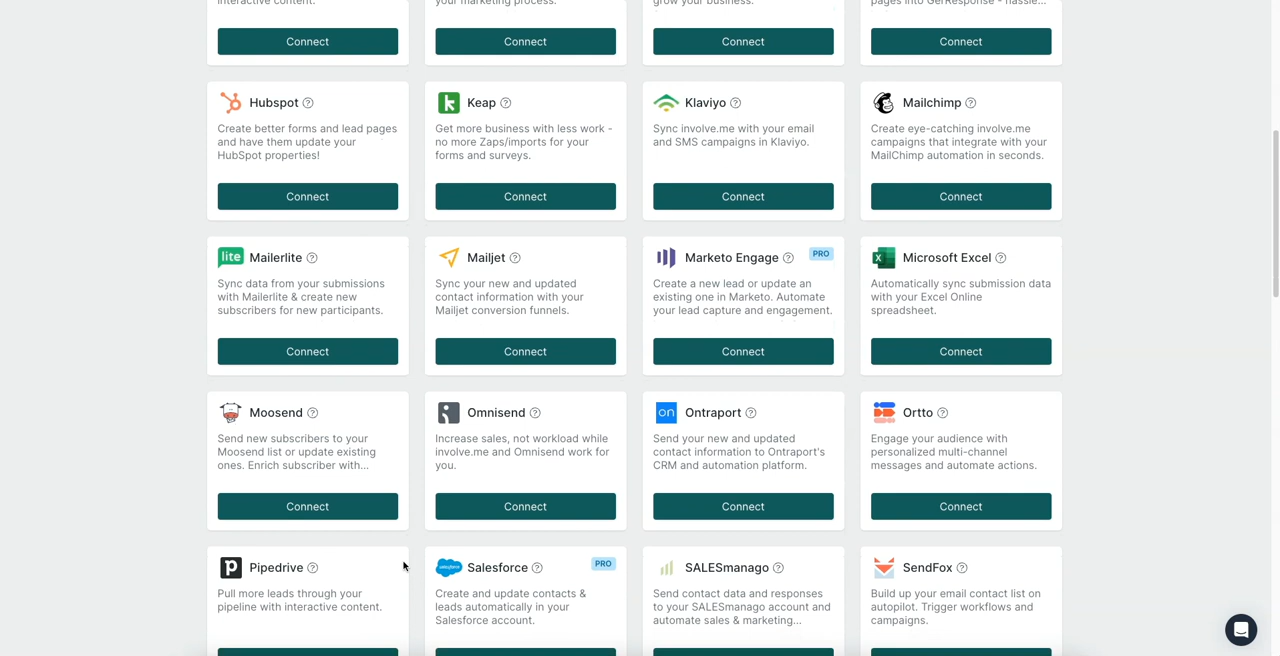 interactive content.
your marketing process.
grow your business.
pages into GetResponse - hassle...
Connect
Connect
Connect
Connect
Hubspot
Create better forms and lead pages
and have them update your
HubSpot properties!
Connect
Keap
Get more business with less work -
no more Zaps/imports for your
forms and surveys.
Connect
Klaviyo
Sync involve.me with your email
and SMS campaigns in Klaviyo.
Connect
Mailchimp
Create eye-catching involve.me
campaigns that integrate with your
MailChimp automation in seconds.
Connect
lite Mailerlite
Sync data from your submissions
with Mailerlite & create new
subscribers for new participants.
Connect
Mailjet
Sync your new and updated
contact information with your
Mailjet conversion funnels.
Connect
Marketo Engage PRO
Create a new lead or update an
existing one in Marketo. Automate
your lead capture and engagement.
Connect
Microsoft Excel
Automatically sync submission data
with your Excel Online
spreadsheet.
Connect
Moosend
Send new subscribers to your
Moosend list or update existing
ones. Enrich subscriber with...
Connect
Omnisend
Increase sales, not workload while
involve.me and Omnisend work for
you.
Connect
on Ontraport
Send your new and updated
contact information to Ontraport's
CRM and automation platform.
Connect
Ortto
Engage your audience with
personalized multi-channel
messages and automate actions.
Connect
Pipedrive
Pull more leads through your
pipeline with interactive content.
Salesforce PRO
Create and update contacts &
leads automatically in your
Salesforce account.
SALESmanago
Send contact data and responses
to your SALESmanago account and
automate sales & marketing...
SendFox
Build up your email contact list on
autopilot. Trigger workflows and
campaigns.